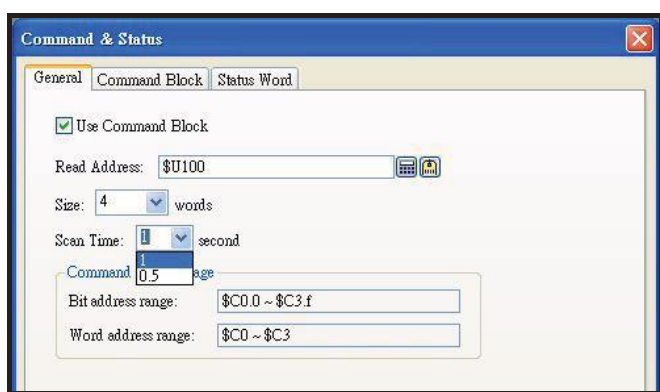 Command & Status
General Command Block Status Word
Use Command Block
Read Address: $U100
Size: 4 words
Scan Time: 1 second
1
0.5
Command age
Bit address range: $C0.0 ~ $C3.f
Word address range: $C0 ~ $C3